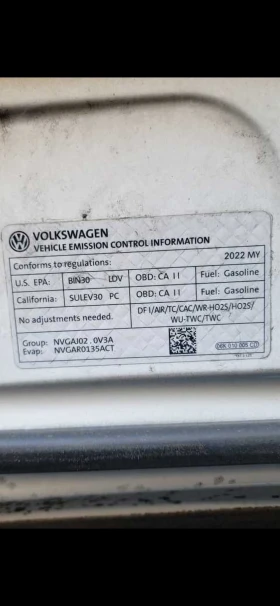 VOLKSWAGEN
VEHICLE EMISSION CONTROL INFORMATION
Conforms to regulations: 2022 MY
U.S. EPA: BIN30 LDV OBD: CA II Fuel: Gasoline
California: SULEV30 PC OBD: CA II Fuel: Gasoline
No adjustments needed. DFI/AIR/TC/CAC/WR-HO2S/HO2S/
WU-TWC/TWC
Group: NVGAJ02.0V3A
Evap: NVGAR0135ACT